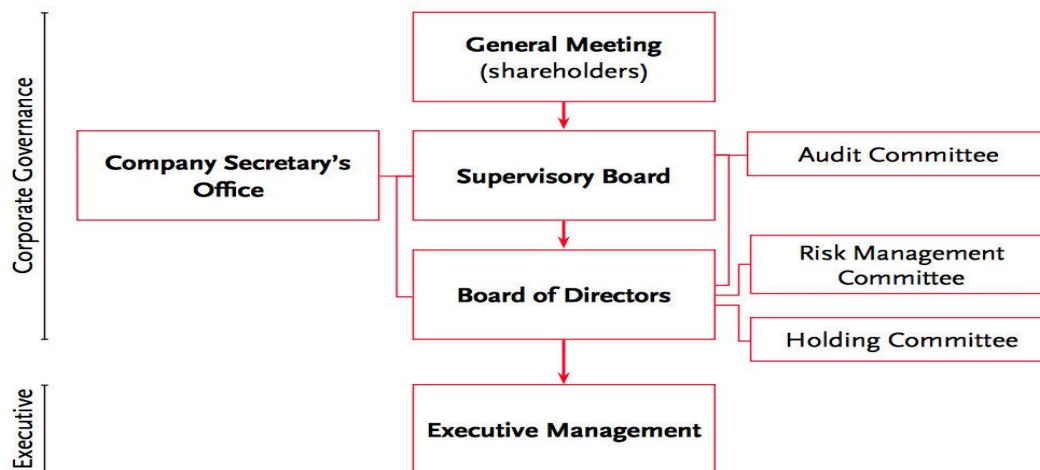 Corporate Governance
General Meeting
(shareholders)
Company Secretary's
Office
Supervisory Board
Audit Committee
Board of Directors
Risk Management
Committee
Holding Committee
Executive
Executive Management